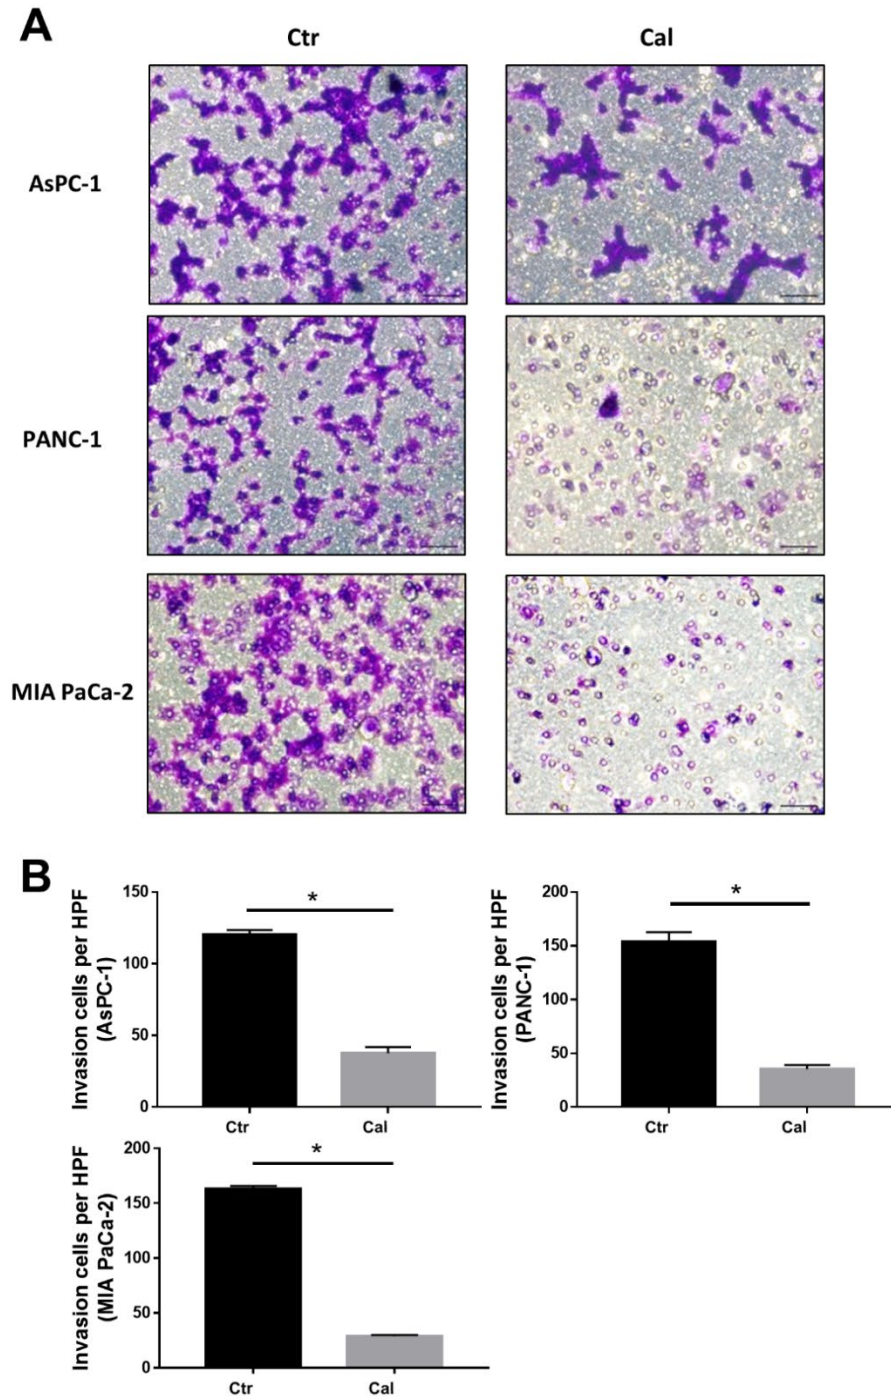 A
Ctr Cal
AsPC-1
PANC-1
MIA PaCa-2
B
Invasion cells per HPF
(AsPC-1)
150
100
50
0
*
Ctr Cal
Invasion cells per HPF
(PANC-1)
200
150
100
50
0
*
Ctr Cal
Invasion cells per HPF
(MIA PaCa-2)
200
150
100
50
0
*
Ctr Cal